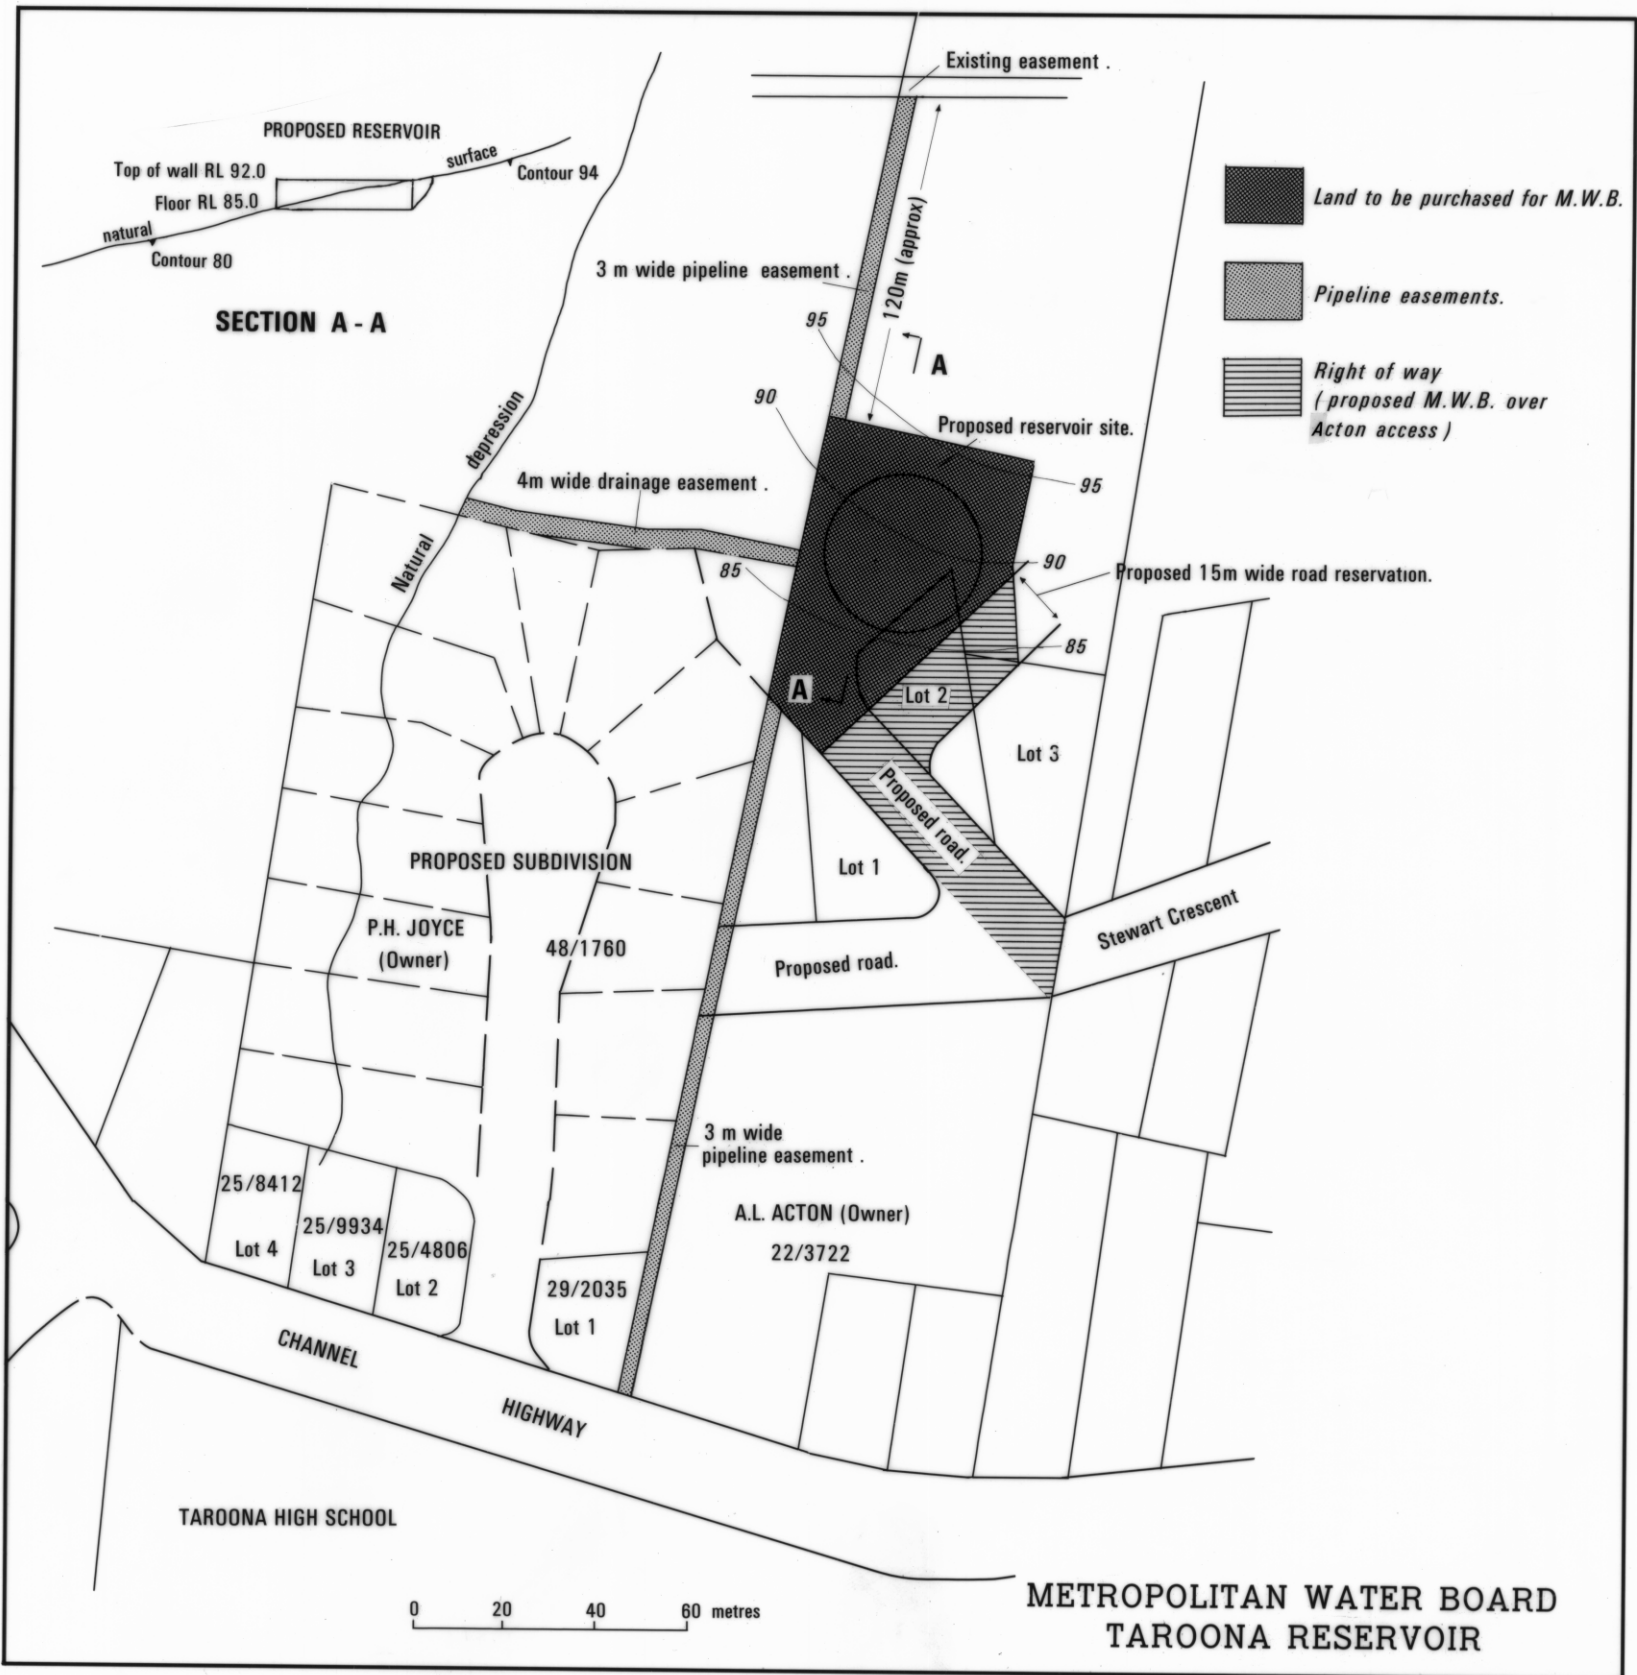 Existing easement .
PROPOSED RESERVOIR
Top of wall RL 92.0
surface
Contour 94
Floor RL 85.0
natural
Contour 80
SECTION A - A
Land to be purchased for M.W.B.
Pipeline easements.
Right of way
( proposed M.W.B. over
Acton access )
3 m wide pipeline easement .
120m (approx)
95
A
90
Proposed reservoir site.
depression
4m wide drainage easement .
95
Natural
85
90
Proposed 15m wide road reservation.
85
A
Lot 2
Lot 3
Proposed road.
PROPOSED SUBDIVISION
Lot 1
P.H. JOYCE
(Owner)
48/1760
Stewart Crescent
Proposed road.
3 m wide
pipeline easement .
25/8412
Lot 4
25/9934
Lot 3
25/4806
Lot 2
A.L. ACTON (Owner)
22/3722
29/2035
Lot 1
CHANNEL
HIGHWAY
TAROONA HIGH SCHOOL
0 20 40 60 metres
METROPOLITAN WATER BOARD
TAROONA RESERVOIR